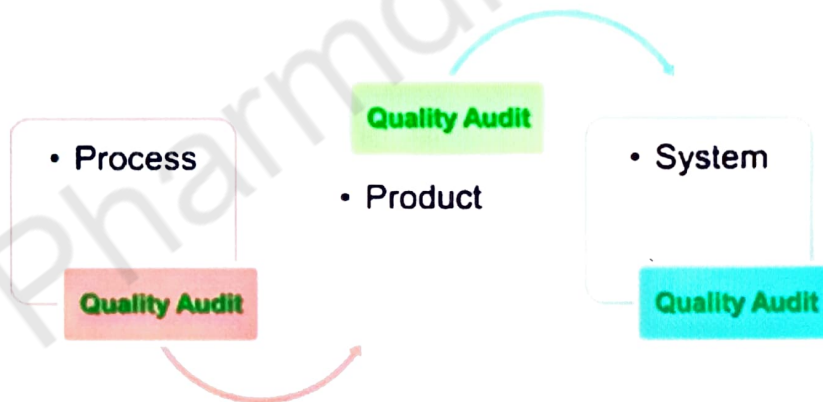 • Process
Quality Audit
Quality Audit
• Product
• System
Quality Audit